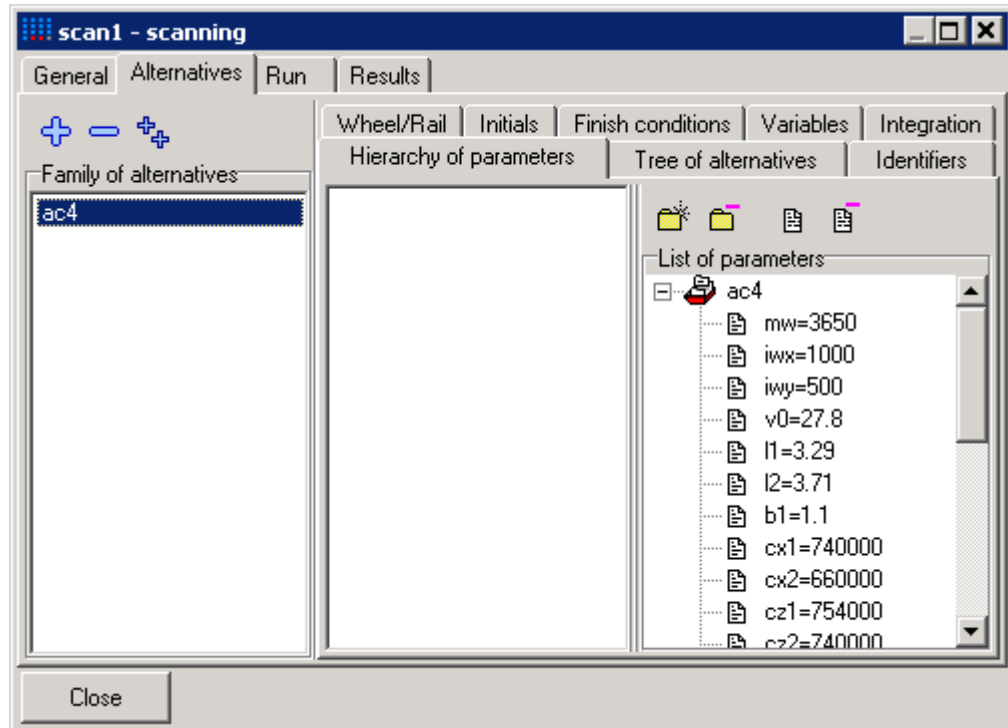 scan1 - scanning
General Alternatives Run Results
Family of alternatives
ac4
Wheel/Rail Initials Finish conditions Variables Integration
Hierarchy of parameters Tree of alternatives Identifiers
List of parameters
ac4
mw=3650
iwx=1000
iwy=500
v0=27.8
l1=3.29
l2=3.71
b1=1.1
cx1=740000
cx2=660000
cz1=754000
cz2=740000
Close